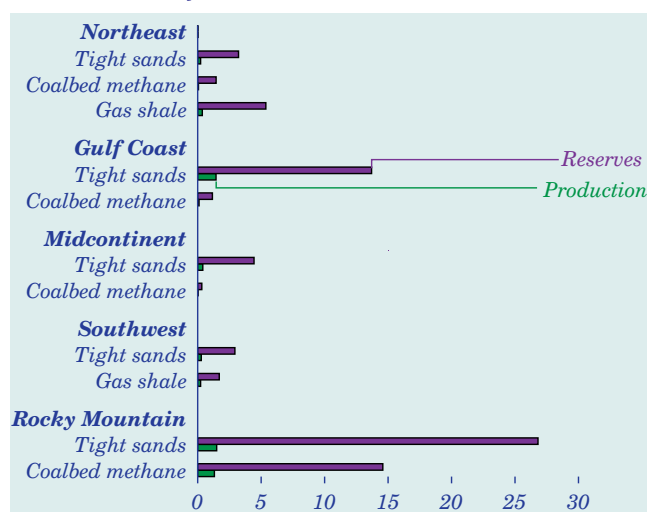 Northeast
Tight sands
Coalbed methane
Gas shale
Gulf Coast
Reserves
Tight sands
Production
Coalbed methane
Midcontinent
Tight sands
Coalbed methane
Southwest
Tight sands
Gas shale
Rocky Mountain
Tight sands
Coalbed methane
0 5 10 15 20 25 30